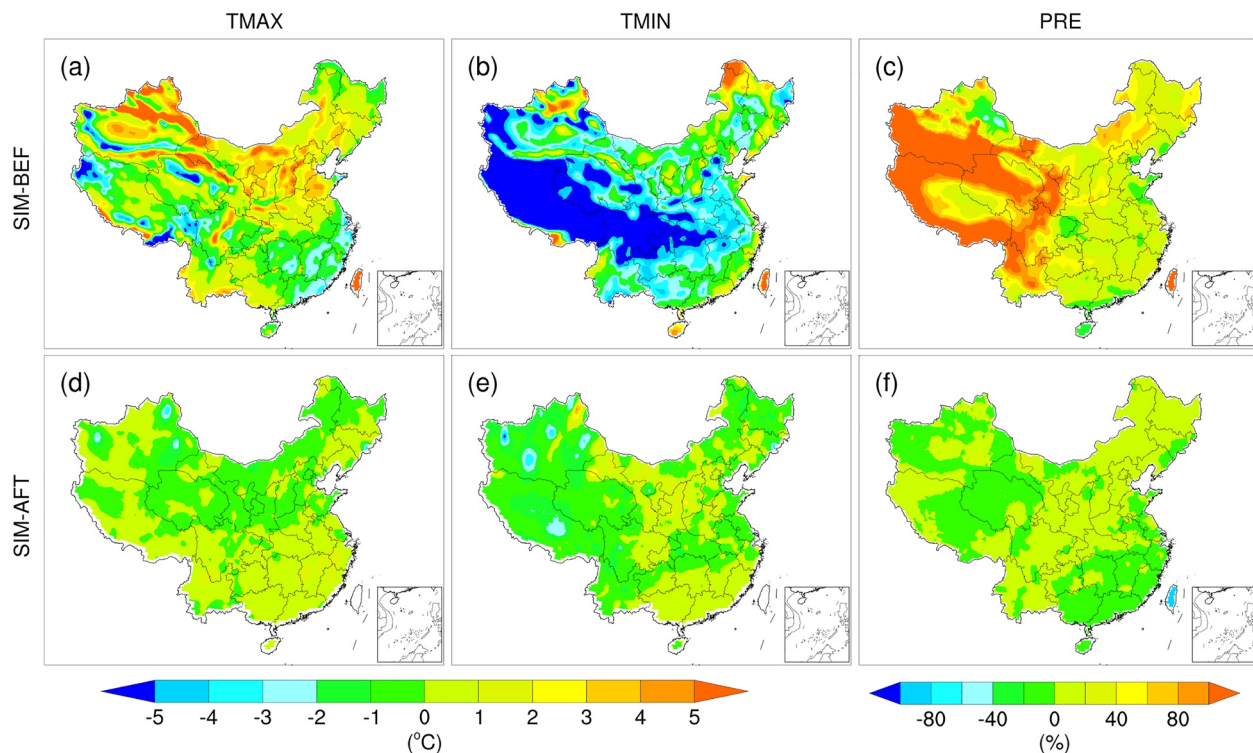 TMAX TMIN PRE
(a) (b) (c)
SIM-BEF
(d) (e) (f)
SIM-AFT
-5 -4 -3 -2 -1 0 1 2 3 4 5
(°C)
-80 -40 0 40 80
(%)